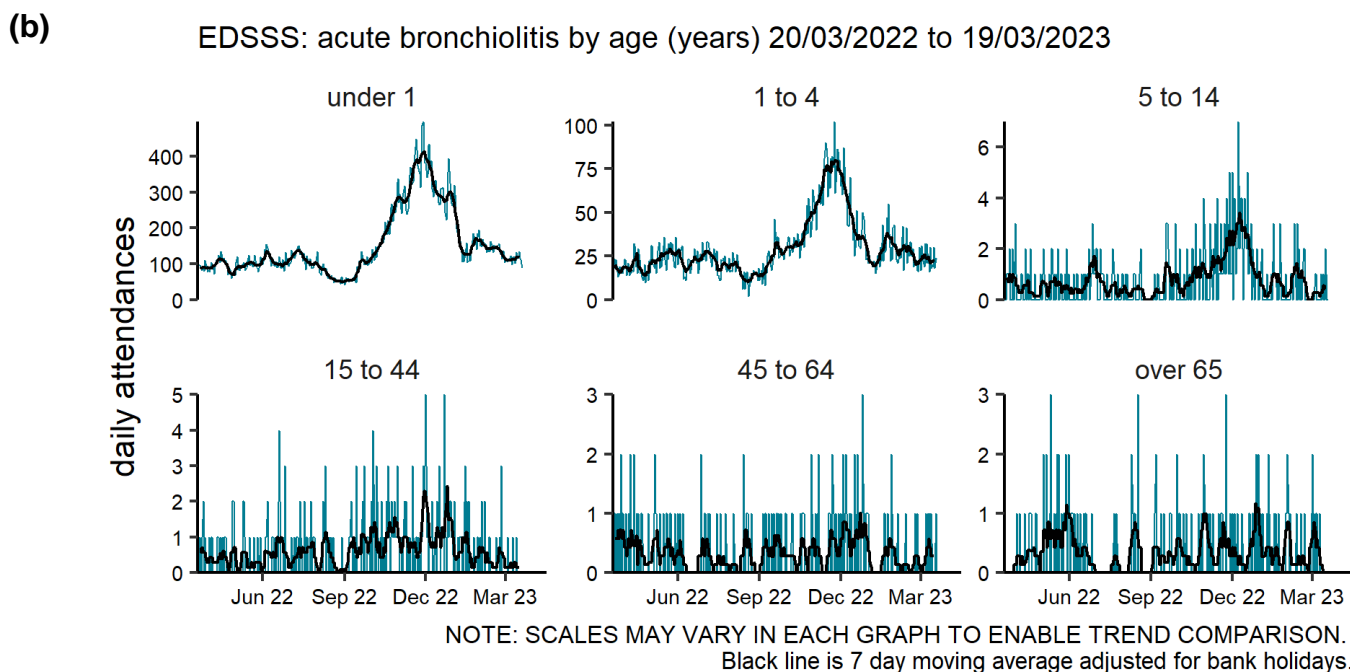 (b)
EDSSS: acute bronchiolitis by age (years) 20/03/2022 to 19/03/2023
under 1
1 to 4
5 to 14
400
300
200
100
0
100
75
50
25
0
6
4
2
0
daily attendances
15 to 44
45 to 64
over 65
5
4
3
2
1
0
3
2
1
0
3
2
1
0
Jun 22 Sep 22 Dec 22 Mar 23
Jun 22 Sep 22 Dec 22 Mar 23
Jun 22 Sep 22 Dec 22 Mar 23
NOTE: SCALES MAY VARY IN EACH GRAPH TO ENABLE TREND COMPARISON.
Black line is 7 day moving average adjusted for bank holidays.